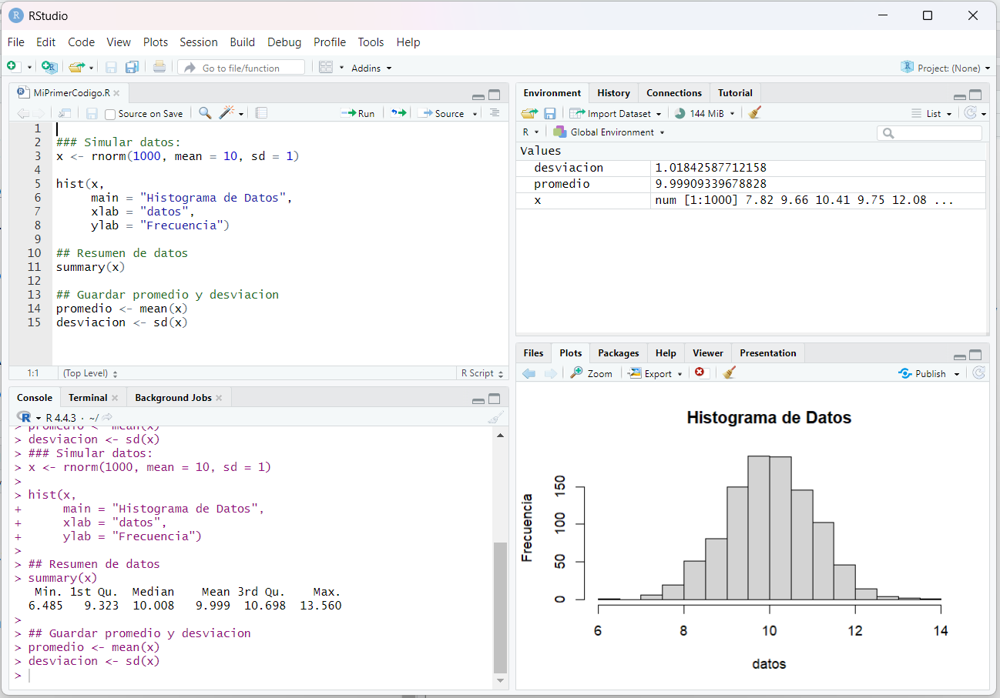 RStudio
File Edit Code View Plots Session Build Debug Profile Tools Help
Go to file/function Addins Project: (None)
MiPrimerCodigo.R
Source on Save Run Source
1
2 ### Simular datos:
3 x <- rnorm(1000, mean = 10, sd = 1)
4
5 hist(x,
6 main = "Histograma de Datos",
7 xlab = "datos",
8 ylab = "Frecuencia")
9
10 ## Resumen de datos
11 summary(x)
12
13 ## Guardar promedio y desviacion
14 promedio <- mean(x)
15 desviacion <- sd(x)
1:1 (Top Level) R Script
Console Terminal Background Jobs
R R 4.4.3 · ~/
> promedio <- mean(x)
> desviacion <- sd(x)
> ### Simular datos:
> x <- rnorm(1000, mean = 10, sd = 1)
>
> hist(x,
+ main = "Histograma de Datos",
+ xlab = "datos",
+ ylab = "Frecuencia")
>
> ## Resumen de datos
> summary(x)
Min. 1st Qu. Median Mean 3rd Qu. Max.
6.485 9.323 10.008 9.999 10.698 13.560
>
> ## Guardar promedio y desviacion
> promedio <- mean(x)
> desviacion <- sd(x)
>
Environment History Connections Tutorial
Import Dataset 144 MiB List
R Global Environment
Values
desviacion 1.01842587712158
promedio 9.99909339678828
x num [1:1000] 7.82 9.66 10.41 9.75 12.08 ...
Files Plots Packages Help Viewer Presentation
Zoom Export Publish
Histograma de Datos
Frecuencia
150
100
50
0
6 8 10 12 14
datos